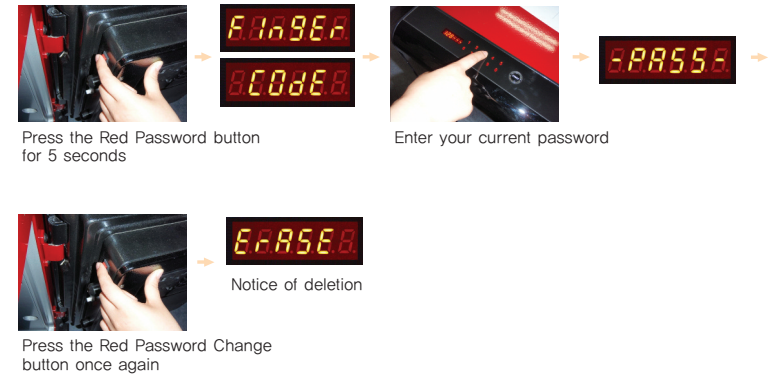 FInGEr
COdE
-PASS-
Press the Red Password button
for 5 seconds
Enter your current password
ErASE
Notice of deletion
Press the Red Password Change
button once again